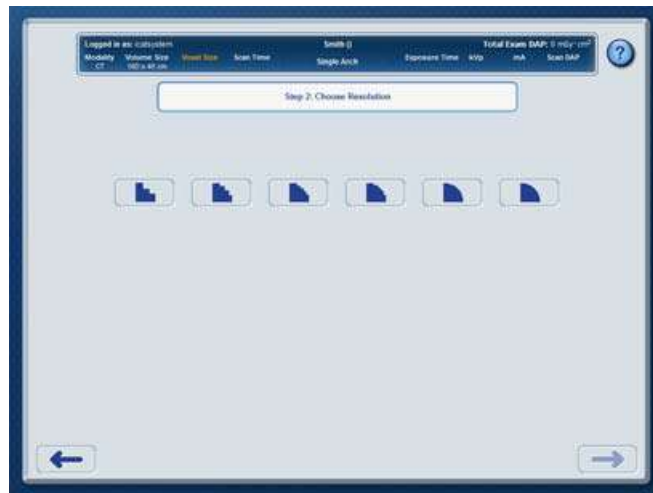 Logged in as: icatsystem
Smith ()
Total Exam DAP: 0 mGy·cm²
Modality
Volume Size
Voxel Size
Scan Time
Single Arch
Exposure Time
kVp
mA
Scan DAP
CT
?
Step 2: Choose Resolution